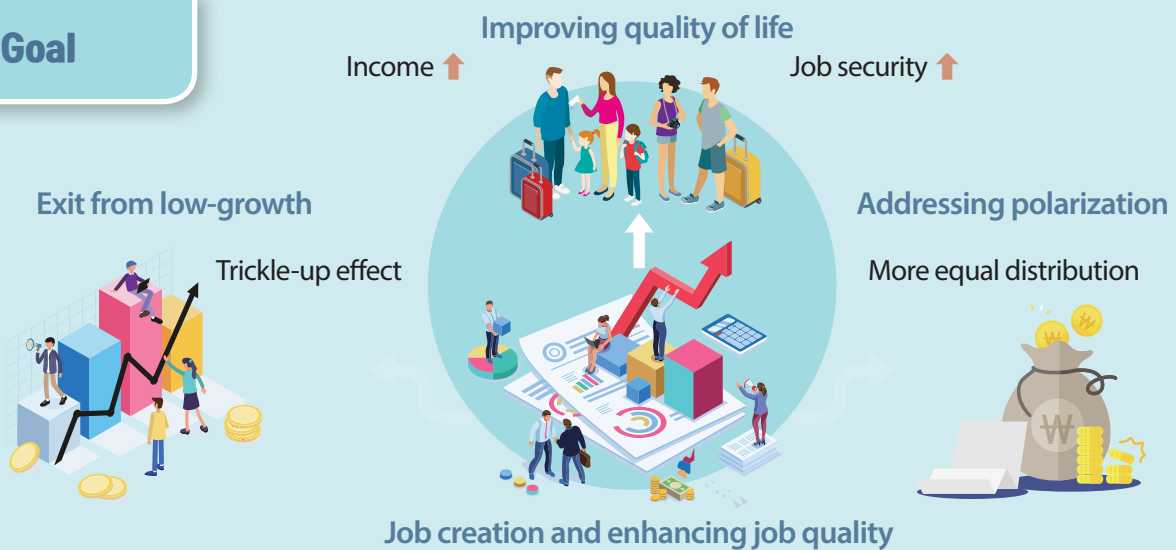 Goal
Improving quality of life
Income
Job security
Exit from low-growth
Trickle-up effect
Addressing polarization
More equal distribution
₩
₩
₩
Job creation and enhancing job quality